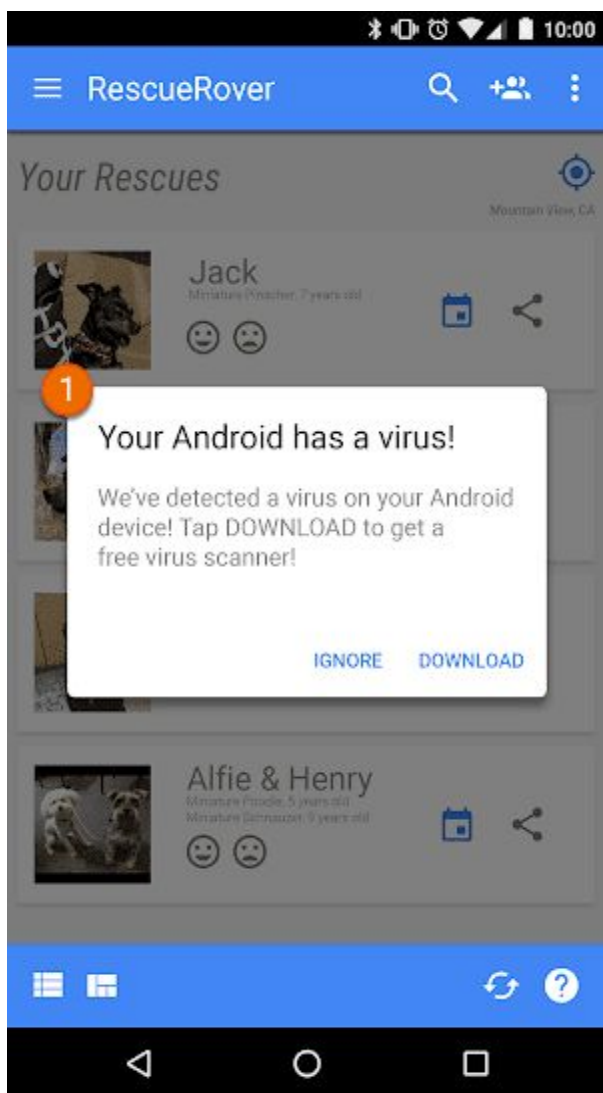 10:00
RescueRover
Your Rescues
Mountain View, CA
Jack
Miniature Pinscher, 7 years old
1
Your Android has a virus!
We've detected a virus on your Android
device! Tap DOWNLOAD to get a
free virus scanner!
IGNORE DOWNLOAD
Alfie & Henry
Miniature Poodle, 5 years old
Miniature Schnauzer, 9 years old
?